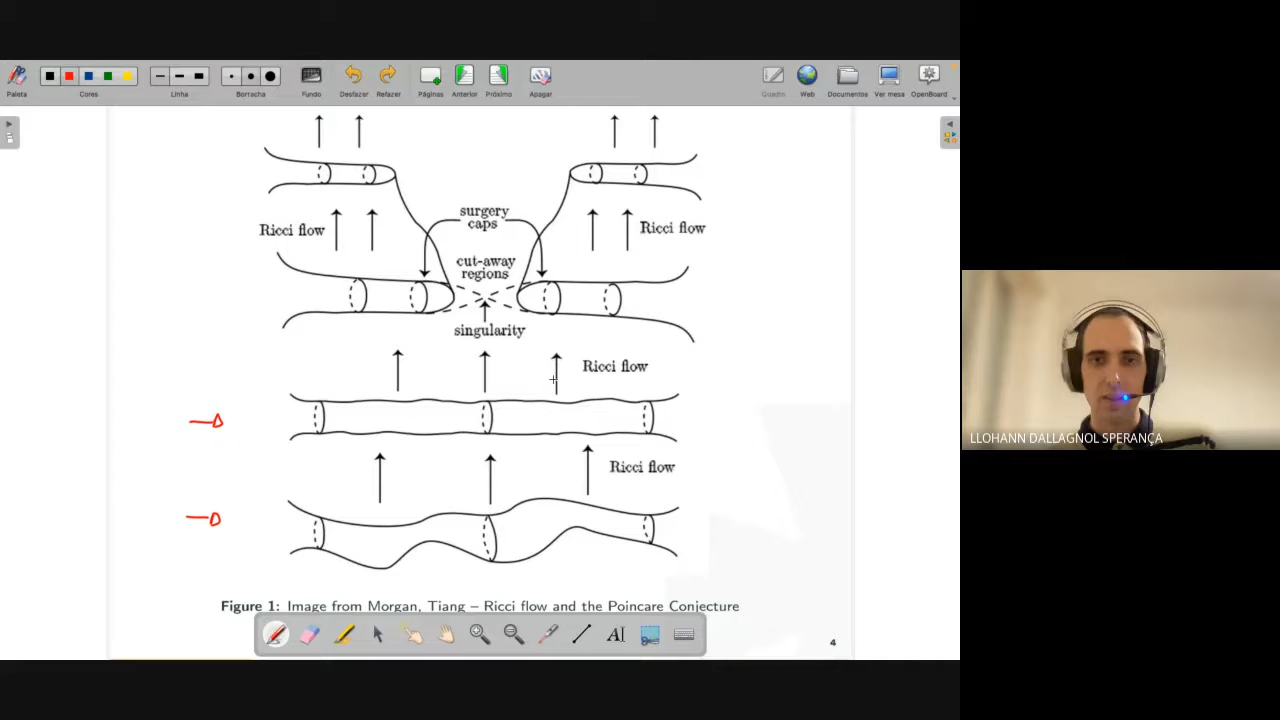 Paleta
Cores
Linha
Borracha
Fundo
Desfazer
Refazer
Páginas
Anterior
Próximo
Apagar
Quadro
Web
Documentos
Ver mesa
OpenBoard
surgery
caps
Ricci flow
Ricci flow
cut-away
regions
singularity
Ricci flow
Ricci flow
LLOHANN DALLAGNOL SPERANÇA
Figure 1: Image from Morgan, Tiang – Ricci flow and the Poincare Conjecture
AI
4